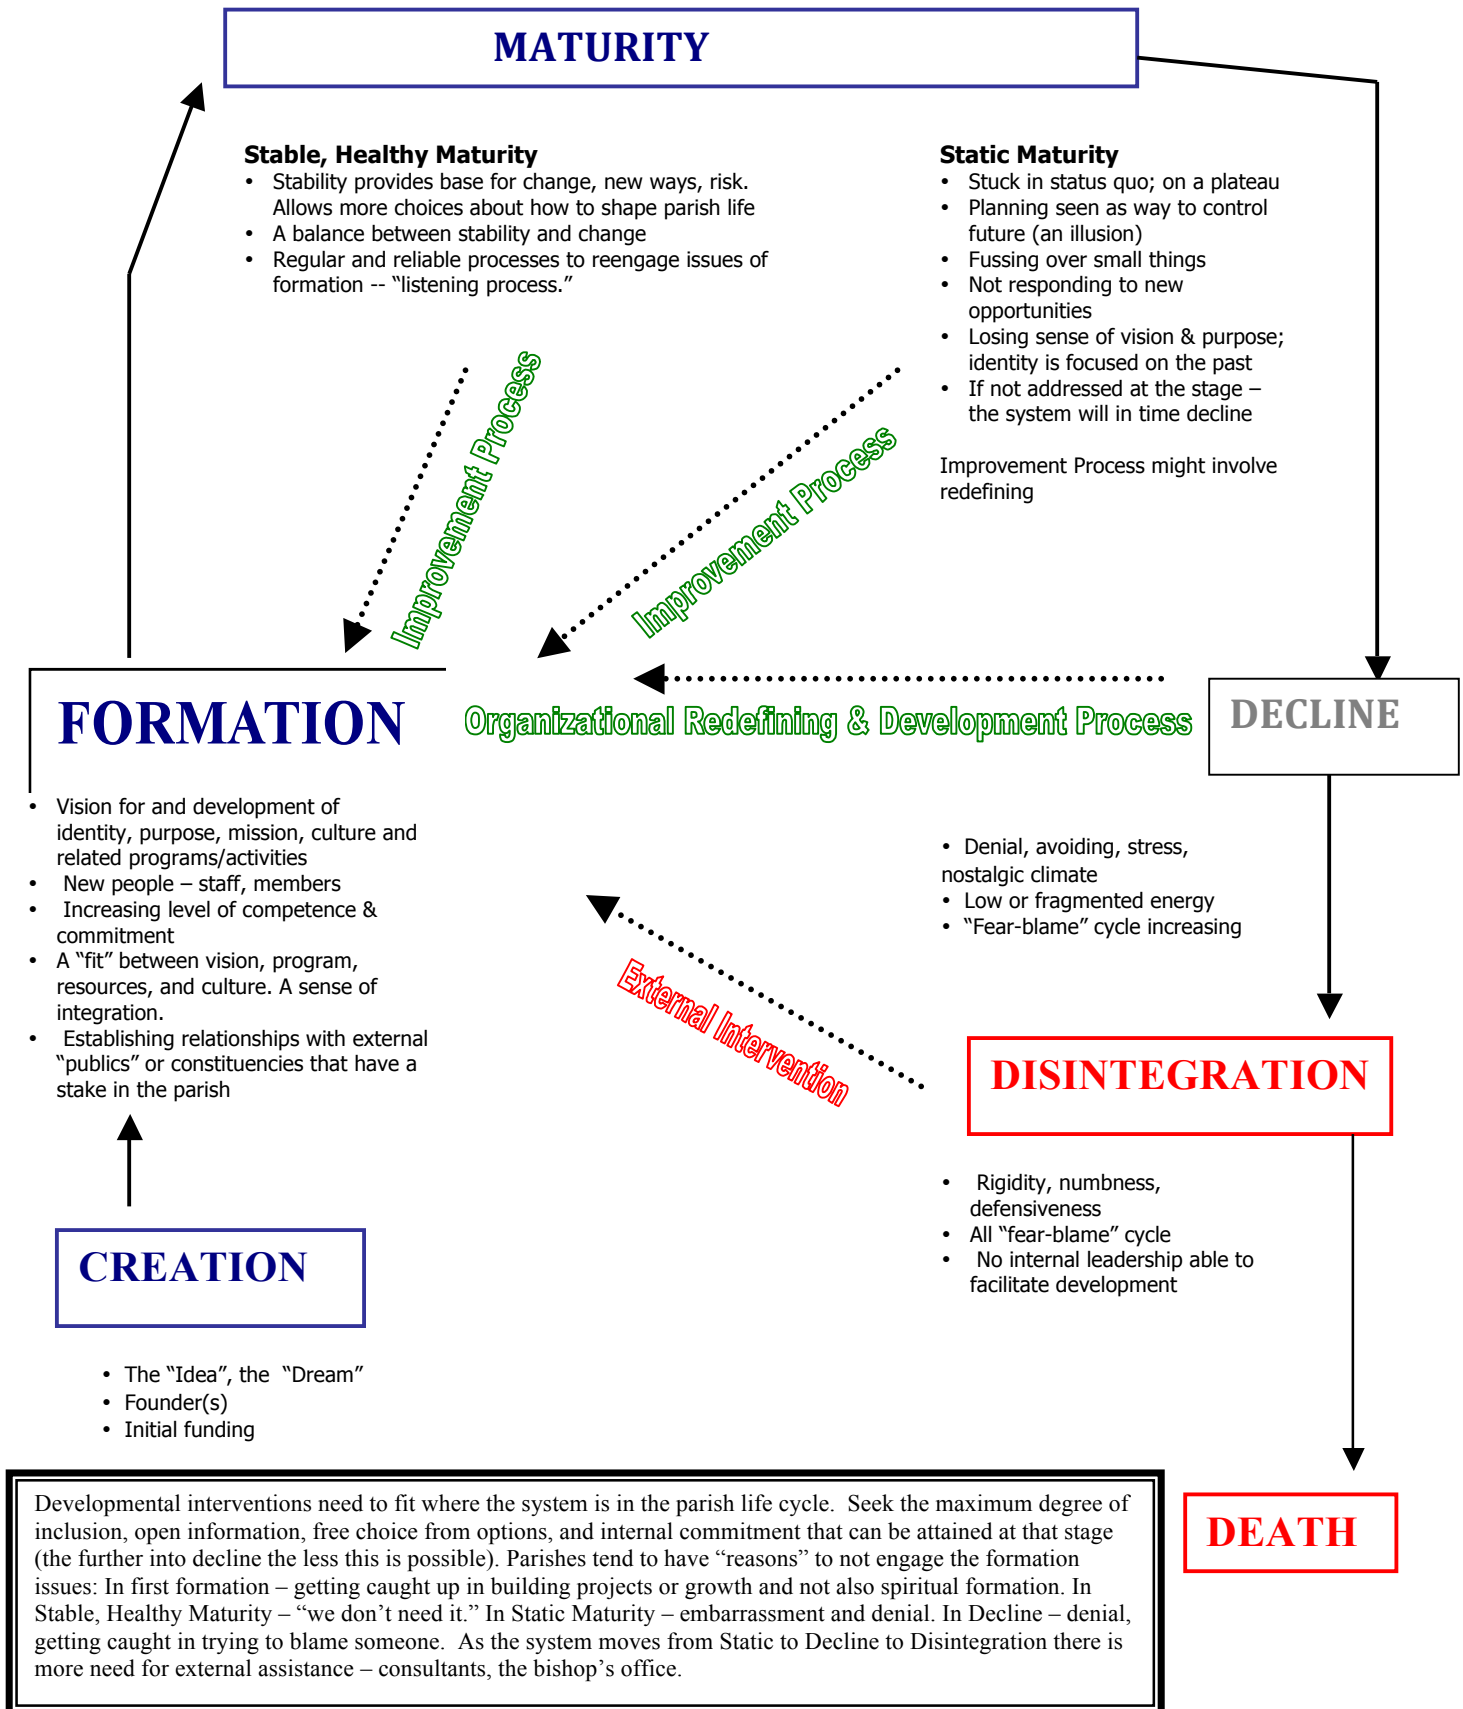 MATURITY
Stable, Healthy Maturity
• Stability provides base for change, new ways, risk.
Allows more choices about how to shape parish life
• A balance between stability and change
• Regular and reliable processes to reengage issues of
formation -- “listening process.”
Static Maturity
• Stuck in status quo; on a plateau
• Planning seen as way to control
future (an illusion)
• Fussing over small things
• Not responding to new
opportunities
• Losing sense of vision & purpose;
identity is focused on the past
• If not addressed at the stage –
the system will in time decline
Improvement Process might involve
redefining
Improvement Process
Improvement Process
FORMATION
Organizational Redefining & Development Process
DECLINE
• Vision for and development of
identity, purpose, mission, culture and
related programs/activities
• New people – staff, members
• Increasing level of competence &
commitment
• A “fit” between vision, program,
resources, and culture. A sense of
integration.
• Establishing relationships with external
“publics” or constituencies that have a
stake in the parish
• Denial, avoiding, stress,
nostalgic climate
• Low or fragmented energy
• “Fear-blame” cycle increasing
External Intervention
DISINTEGRATION
• Rigidity, numbness,
defensiveness
• All “fear-blame” cycle
• No internal leadership able to
facilitate development
CREATION
• The “Idea”, the “Dream”
• Founder(s)
• Initial funding
Developmental interventions need to fit where the system is in the parish life cycle. Seek the maximum degree of
inclusion, open information, free choice from options, and internal commitment that can be attained at that stage
(the further into decline the less this is possible). Parishes tend to have “reasons” to not engage the formation
issues: In first formation – getting caught up in building projects or growth and not also spiritual formation. In
Stable, Healthy Maturity – “we don’t need it.” In Static Maturity – embarrassment and denial. In Decline – denial,
getting caught in trying to blame someone. As the system moves from Static to Decline to Disintegration there is
more need for external assistance – consultants, the bishop’s office.
DEATH